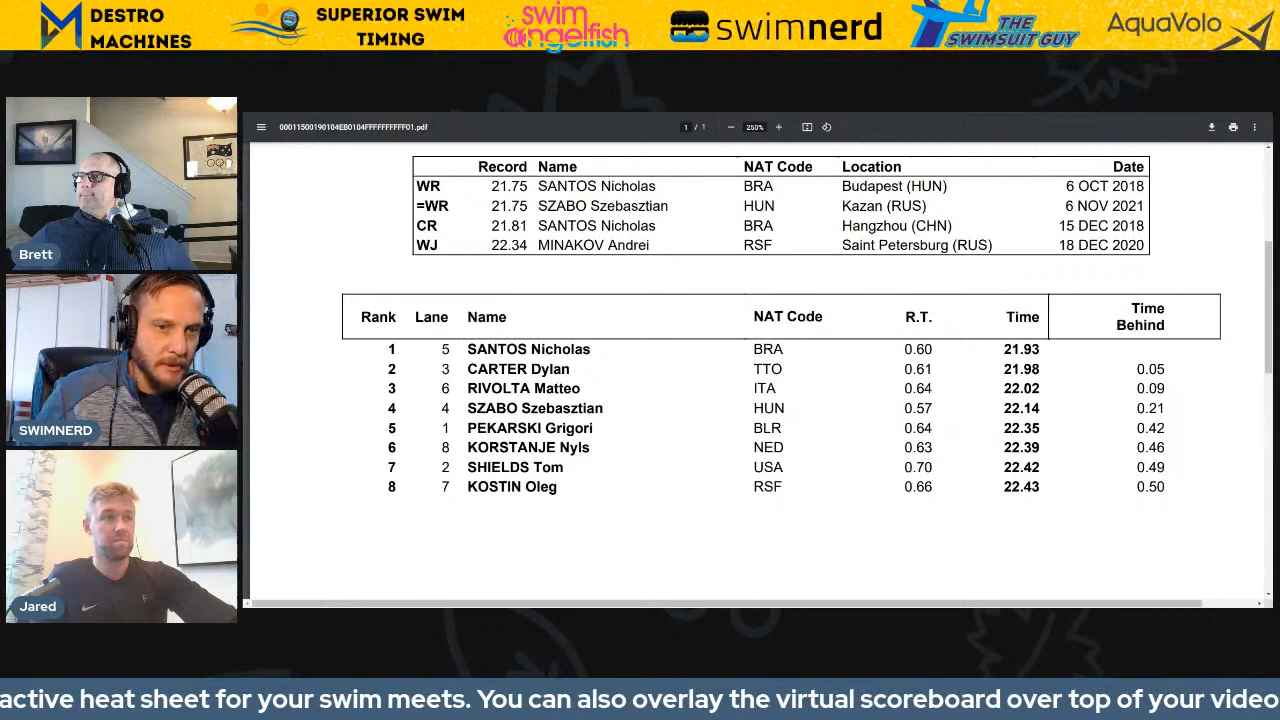 DESTRO
MACHINES
SUPERIOR SWIM
TIMING
swim
angelfish
swimnerd
THE
SWIMSUIT GUY
AquaVolo
Brett
SWIMNERD
Jared
00011500190104EB0104FFFFFFFFFF01.pdf
1 / 1
250%
Record Name NAT Code Location Date
WR 21.75 SANTOS Nicholas BRA Budapest (HUN) 6 OCT 2018
=WR 21.75 SZABO Szebasztian HUN Kazan (RUS) 6 NOV 2021
CR 21.81 SANTOS Nicholas BRA Hangzhou (CHN) 15 DEC 2018
WJ 22.34 MINAKOV Andrei RSF Saint Petersburg (RUS) 18 DEC 2020
Rank Lane Name NAT Code R.T. Time Time
Behind
1 5 SANTOS Nicholas BRA 0.60 21.93
2 3 CARTER Dylan TTO 0.61 21.98 0.05
3 6 RIVOLTA Matteo ITA 0.64 22.02 0.09
4 4 SZABO Szebasztian HUN 0.57 22.14 0.21
5 1 PEKARSKI Grigori BLR 0.64 22.35 0.42
6 8 KORSTANJE Nyls NED 0.63 22.39 0.46
7 2 SHIELDS Tom USA 0.70 22.42 0.49
8 7 KOSTIN Oleg RSF 0.66 22.43 0.50
active heat sheet for your swim meets. You can also overlay the virtual scoreboard over top of your video